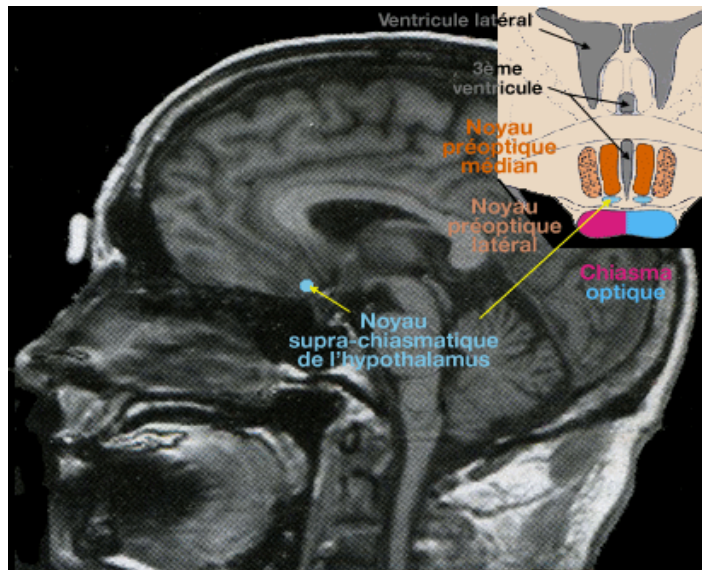 Ventricule latéral
3ème
ventricule
Noyau
préoptique
médian
Noyau
préoptique
latéral
Chiasma
optique
Noyau
supra-chiasmatique
de l'hypothalamus